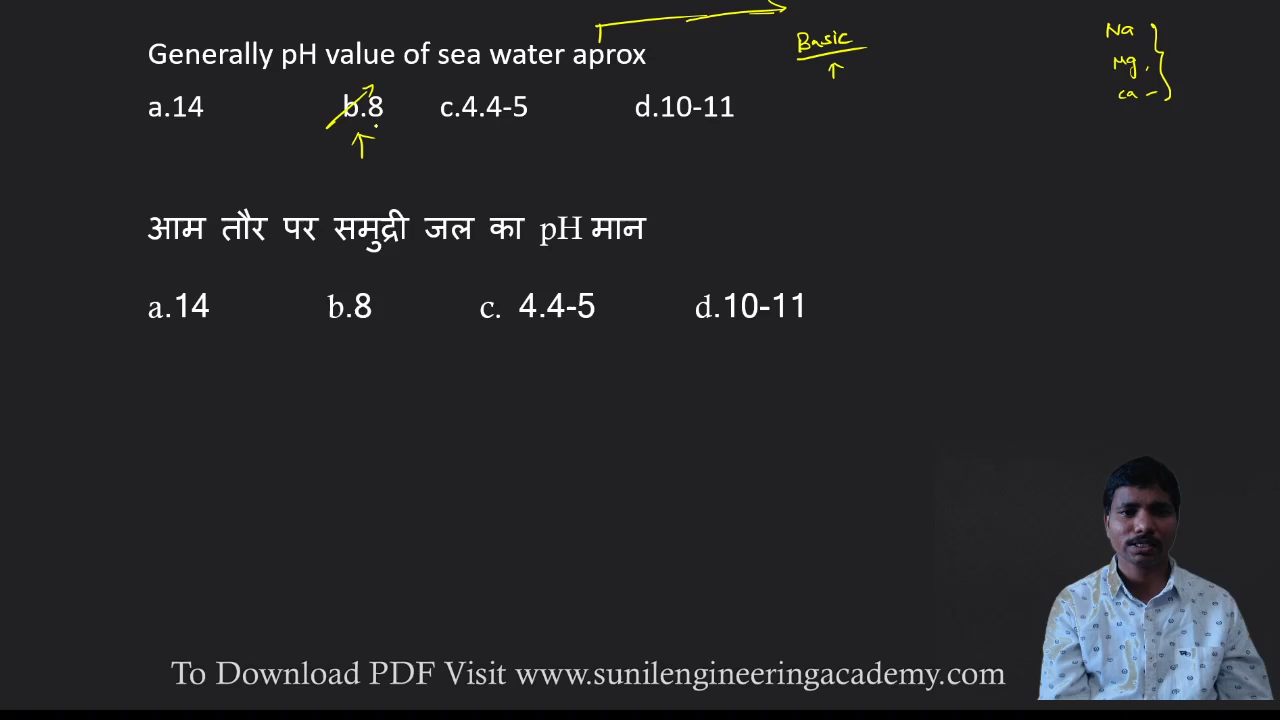 Generally pH value of sea water aprox
Basic
Na
Mg,
ca
a.14 b.8 c.4.4-5 d.10-11
आम तौर पर समुद्री जल का pH मान
a.14 b.8 c. 4.4-5 d.10-11
To Download PDF Visit www.sunilengineeringacademy.com